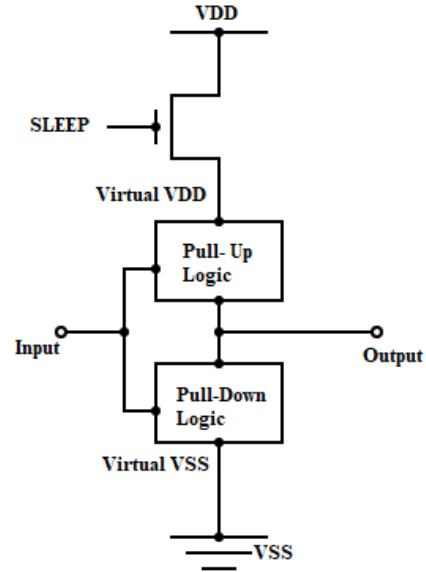 VDD
SLEEP
Virtual VDD
Pull- Up
Logic
Input
Output
Pull-Down
Logic
Virtual VSS
VSS